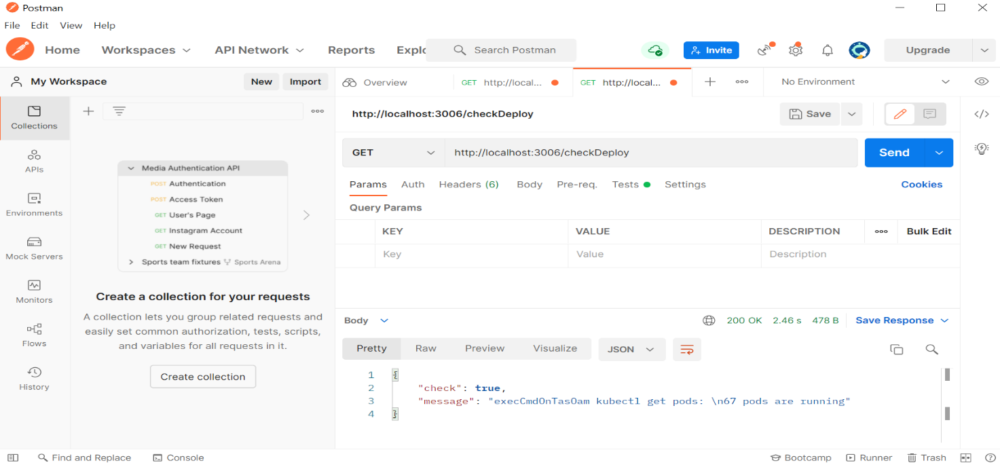 Postman
File Edit View Help
Home Workspaces API Network Reports Explo Search Postman Invite Upgrade
My Workspace New Import Overview GET http://local... GET http://local... No Environment
http://localhost:3006/checkDeploy Save
GET http://localhost:3006/checkDeploy Send
Params Auth Headers (6) Body Pre-req. Tests Settings Cookies
Query Params
KEY VALUE DESCRIPTION Bulk Edit
Key Value Description
Body 200 OK 2.46 s 478 B Save Response
Pretty Raw Preview Visualize JSON
1 {
2 "check": true,
3 "message": "execCmdOnTasOam kubectl get pods: \n67 pods are running"
4 }
Collections
APIs
Environments
Mock Servers
Monitors
Flows
History
Media Authentication API
POST Authentication
POST Access Token
GET User's Page
GET Instagram Account
GET New Request
Sports team fixtures Sports Arena
Create a collection for your requests
A collection lets you group related requests and
easily set common authorization, tests, scripts,
and variables for all requests in it.
Create collection
Find and Replace Console Bootcamp Runner Trash